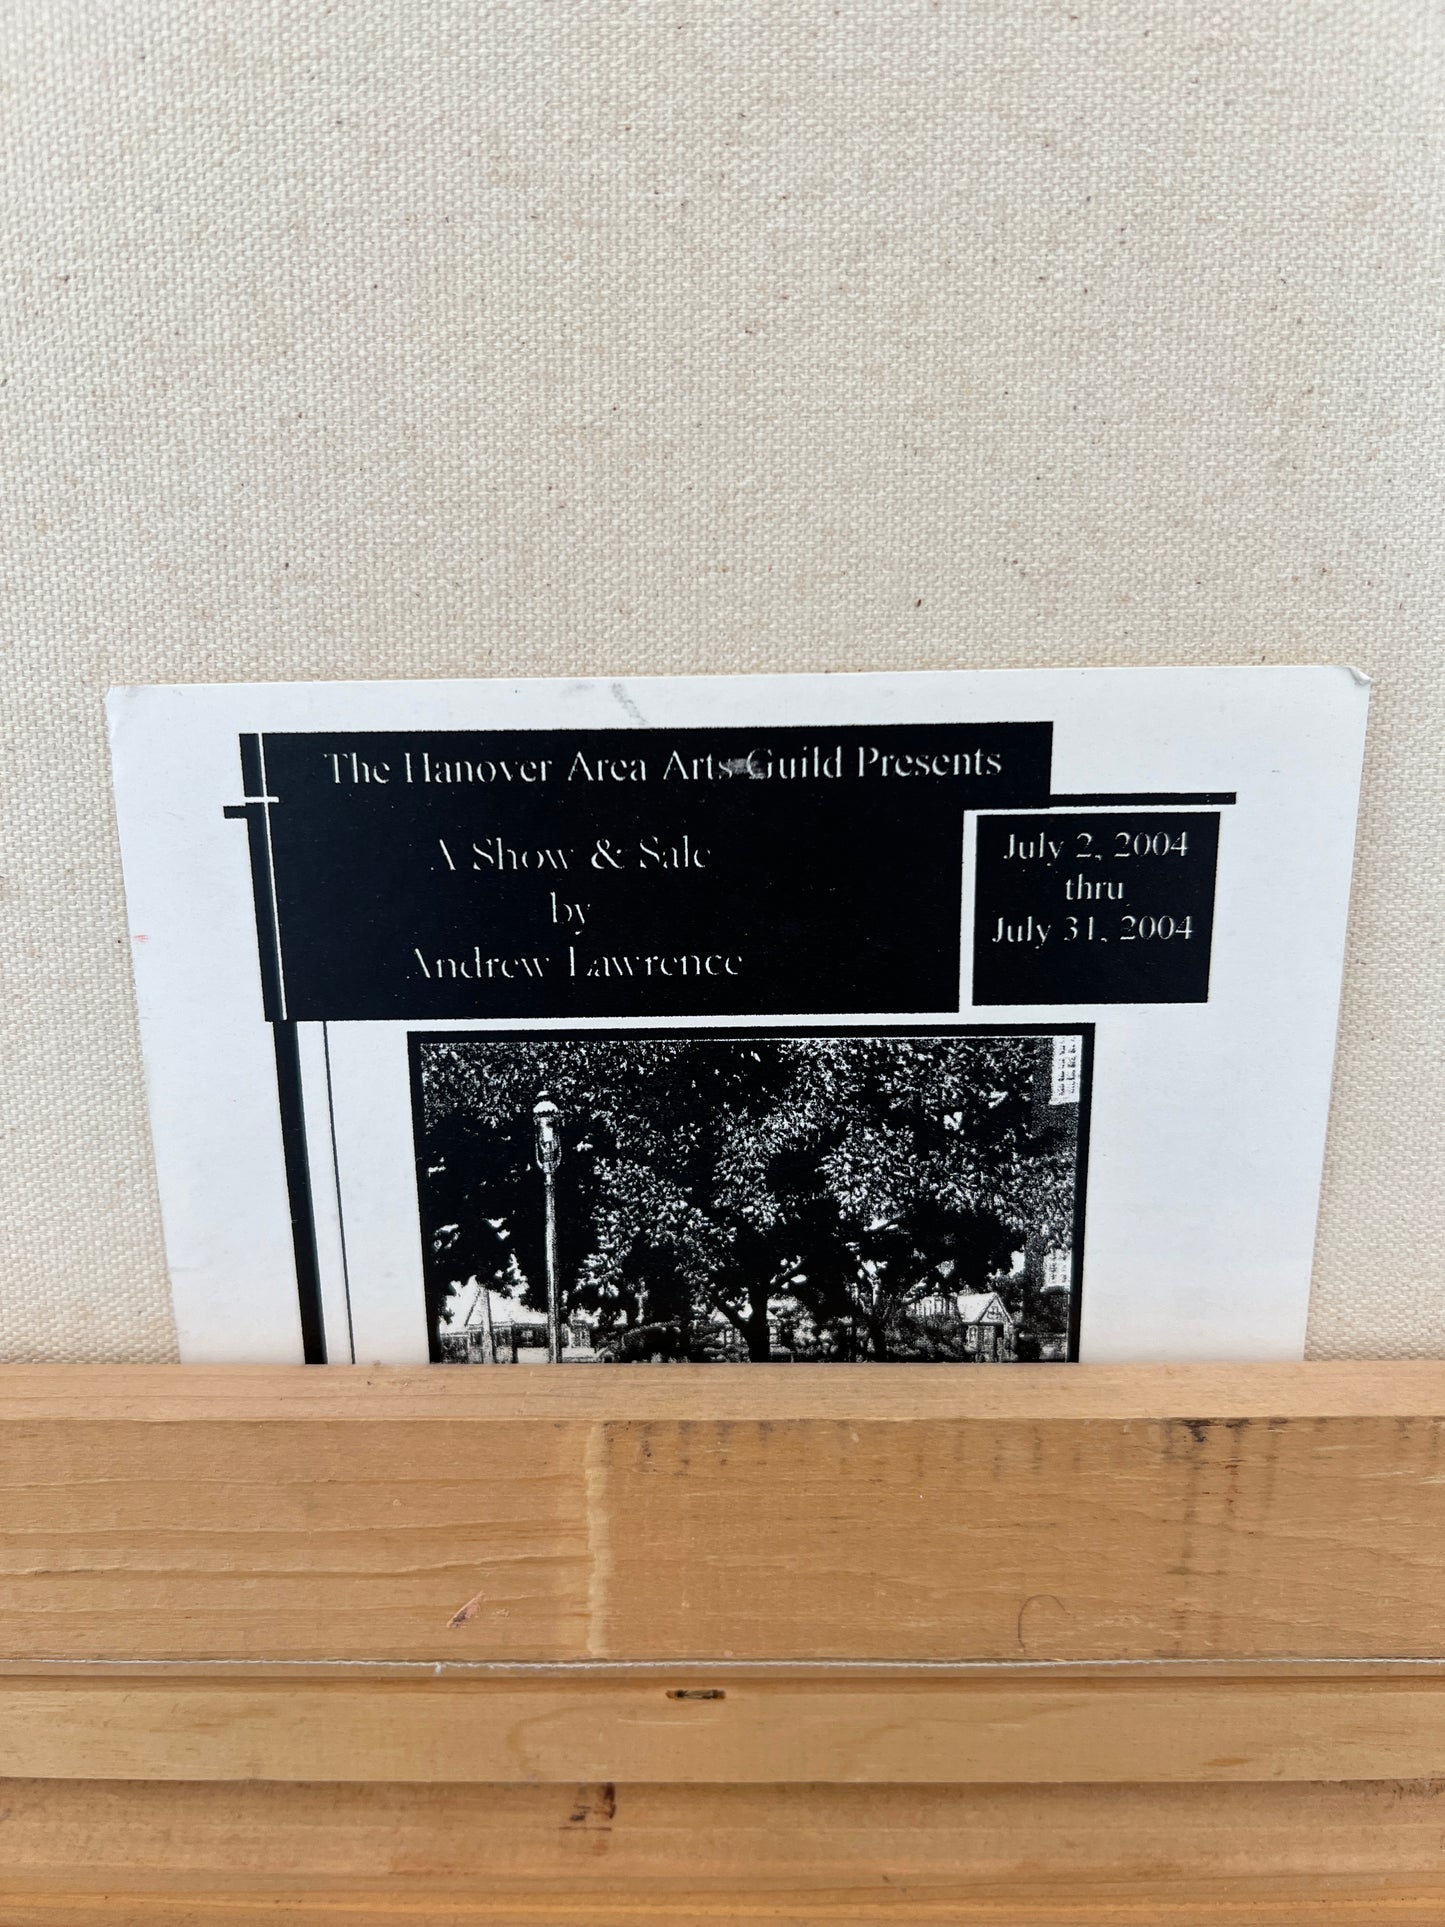 The Hanover Area Arts Guild Presents
A Show & Sale
by
Andrew Lawrence
July 2, 2004
thru
July 31, 2004